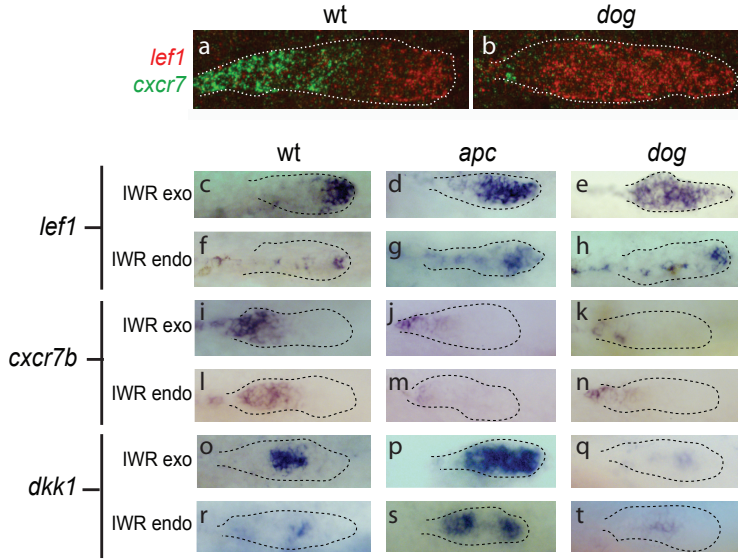 wt dog
a b
lef1
cxcr7
wt apc dog
IWR exo c d e
lef1
IWR endo f g h
IWR exo i j k
cxcr7b
IWR endo l m n
IWR exo o p q
dkk1
IWR endo r s t